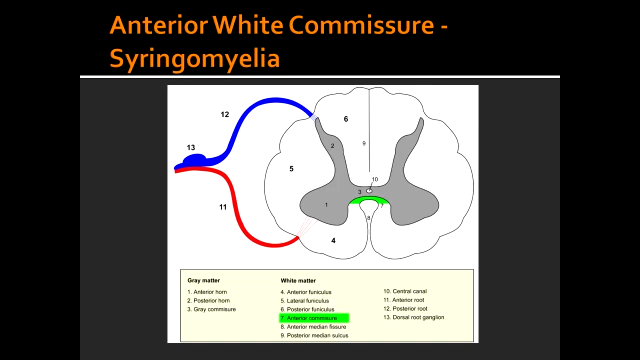 Anterior White Commissure -
Syringomyelia
12
6
13
2
9
5
10
3
1
7
11
8
4
Gray matter
1. Anterior horn
2. Posterior horn
3. Gray commisure
White matter
4. Anterior funiculus
5. Lateral funiculus
6. Posterior funiculus
7. Anterior commisure
8. Anterior median fissure
9. Posterior median sulcus
10. Central canal
11. Anterior root
12. Posterior root
13. Dorsal root ganglion